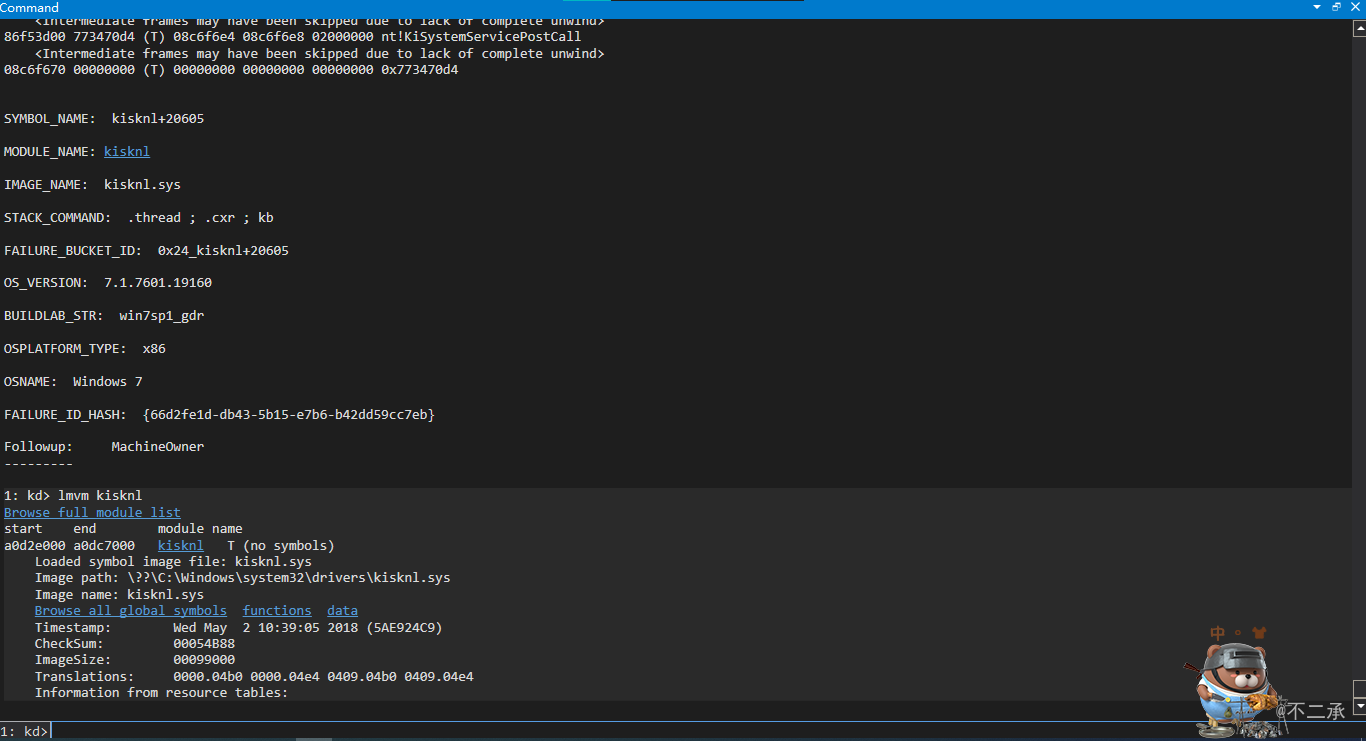 Command
<Intermediate frames may have been skipped due to lack of complete unwind>
86f53d00 773470d4 (T) 08c6f6e4 08c6f6e8 02000000 nt!KiSystemServicePostCall
<Intermediate frames may have been skipped due to lack of complete unwind>
08c6f670 00000000 (T) 00000000 00000000 00000000 0x773470d4
SYMBOL_NAME:  kisknl+20605
MODULE_NAME: kisknl
IMAGE_NAME:  kisknl.sys
STACK_COMMAND:  .thread ; .cxr ; kb
FAILURE_BUCKET_ID:  0x24_kisknl+20605
OS_VERSION:  7.1.7601.19160
BUILDLAB_STR:  win7sp1_gdr
OSPLATFORM_TYPE:  x86
OSNAME:  Windows 7
FAILURE_ID_HASH:  {66d2fe1d-db43-5b15-e7b6-b42dd59cc7eb}
Followup:     MachineOwner
---------
1: kd> lmvm kisknl
Browse full module list
start    end        module name
a0d2e000 a0dc7000   kisknl   T (no symbols)
Loaded symbol image file: kisknl.sys
Image path: \??\C:\Windows\system32\drivers\kisknl.sys
Image name: kisknl.sys
Browse all global symbols  functions  data
Timestamp:        Wed May  2 10:39:05 2018 (5AE924C9)
CheckSum:         00054B88
ImageSize:        00099000
Translations:     0000.04b0 0000.04e4 0409.04b0 0409.04e4
Information from resource tables:
中
@不二承
1: kd>